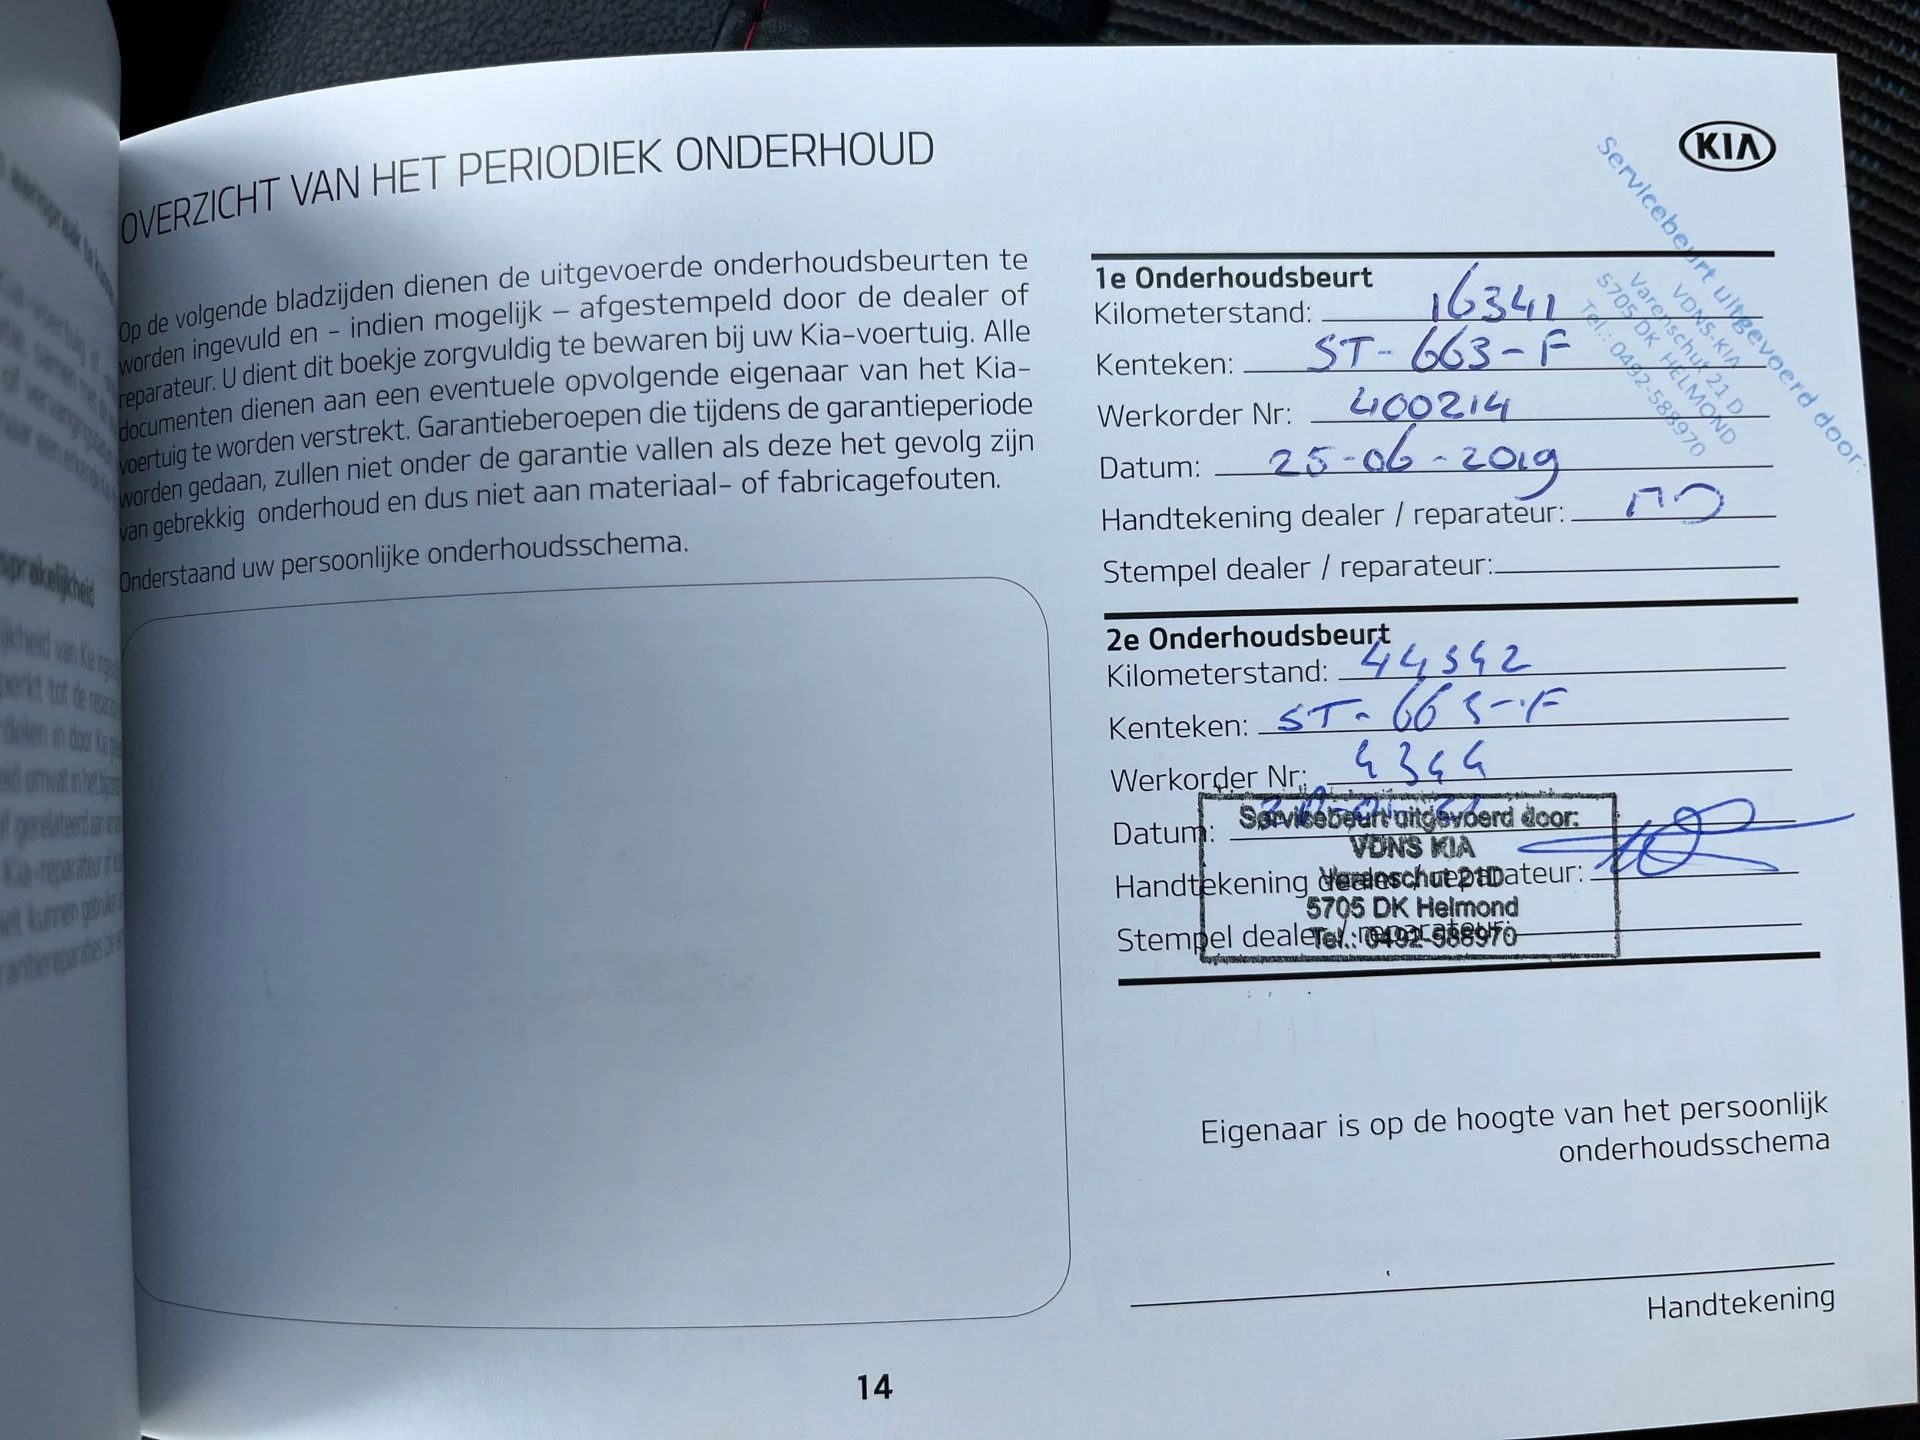 OVERZICHT VAN HET PERIODIEK ONDERHOUD
Op de volgende bladzijden dienen de uitgevoerde onderhoudsbeurten te
worden ingevuld en – indien mogelijk – afgestempeld door de dealer of
reparateur. U dient dit boekje zorgvuldig te bewaren bij uw Kia-voertuig. Alle
documenten dienen aan een eventuele opvolgende eigenaar van het Kia-
voertuig te worden verstrekt. Garantieberoepen die tijdens de garantieperiode
worden gedaan, zullen niet onder de garantie vallen als deze het gevolg zijn
van gebrekkig onderhoud en dus niet aan materiaal- of fabricagefouten.
Onderstaand uw persoonlijke onderhoudsschema.
KIA
Servicebeurt uitgevoerd door:
VDNS-KIA
Varenschut 21 D
5705 DK HELMOND
Tel.: 0492-588970
1e Onderhoudsbeurt
Kilometerstand: 16341
Kenteken: ST-663-F
Werkorder Nr: 400214
Datum: 25-06-2019
Handtekening dealer / reparateur:
Stempel dealer / reparateur:
2e Onderhoudsbeurt
Kilometerstand: 44342
Kenteken: ST-663-F
Werkorder Nr: 4344
Datum:
Handtekening dealer / reparateur:
Stempel dealer / reparateur:
Servicebeurt uitgevoerd door:
VDNS KIA
Varenschut 21D
5705 DK Helmond
Tel.: 0492-588970
Eigenaar is op de hoogte van het persoonlijk
onderhoudsschema
Handtekening
14